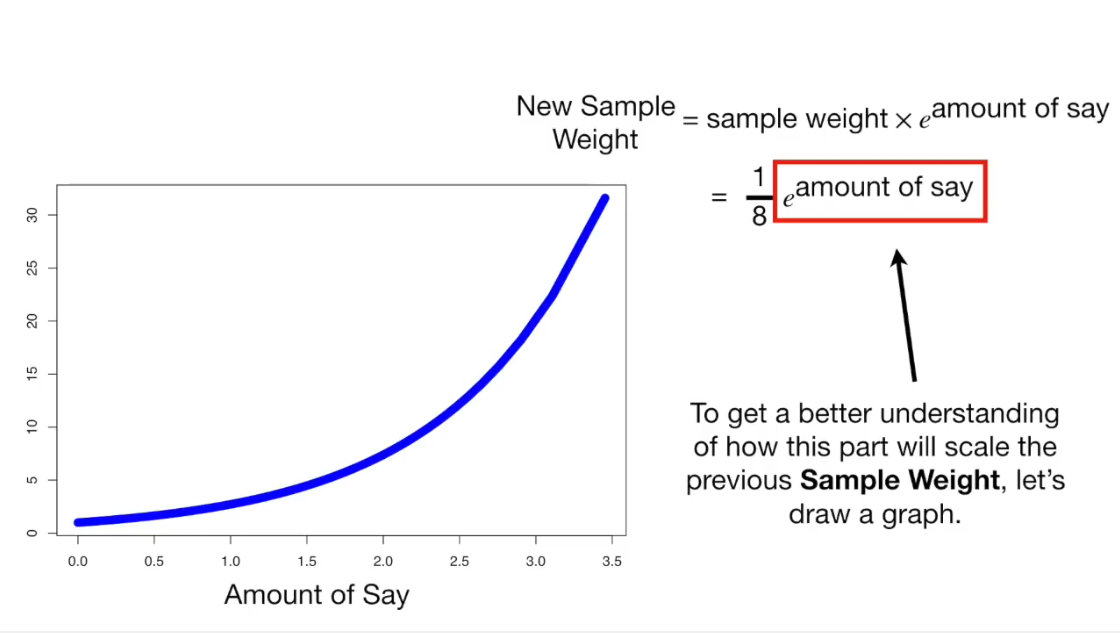 New Sample
Weight
= sample weight × e^amount of say
= 1/8 e^amount of say
30
25
20
15
10
5
0
0.0 0.5 1.0 1.5 2.0 2.5 3.0 3.5
Amount of Say
To get a better understanding
of how this part will scale the
previous Sample Weight, let’s
draw a graph.